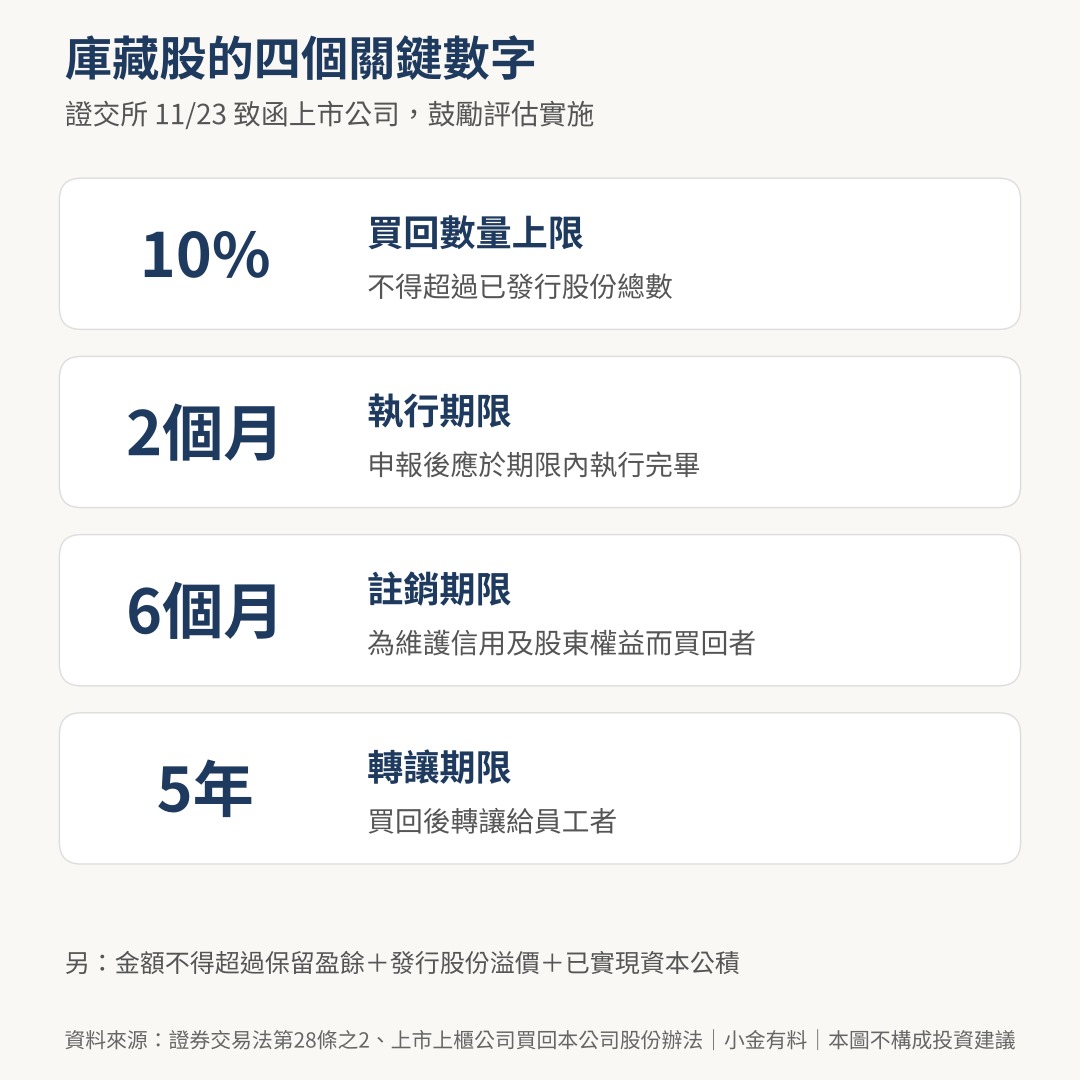 庫藏股的四個關鍵數字
證交所 11/23 致函上市公司，鼓勵評估實施
10%
買回數量上限
不得超過已發行股份總數
2個月
執行期限
申報後應於期限內執行完畢
6個月
註銷期限
為維護信用及股東權益而買回者
5年
轉讓期限
買回後轉讓給員工者
另：金額不得超過保留盈餘＋發行股份溢價＋已實現資本公積
資料來源：證券交易法第28條之2、上市上櫃公司買回本公司股份辦法｜小金有料｜本圖不構成投資建議